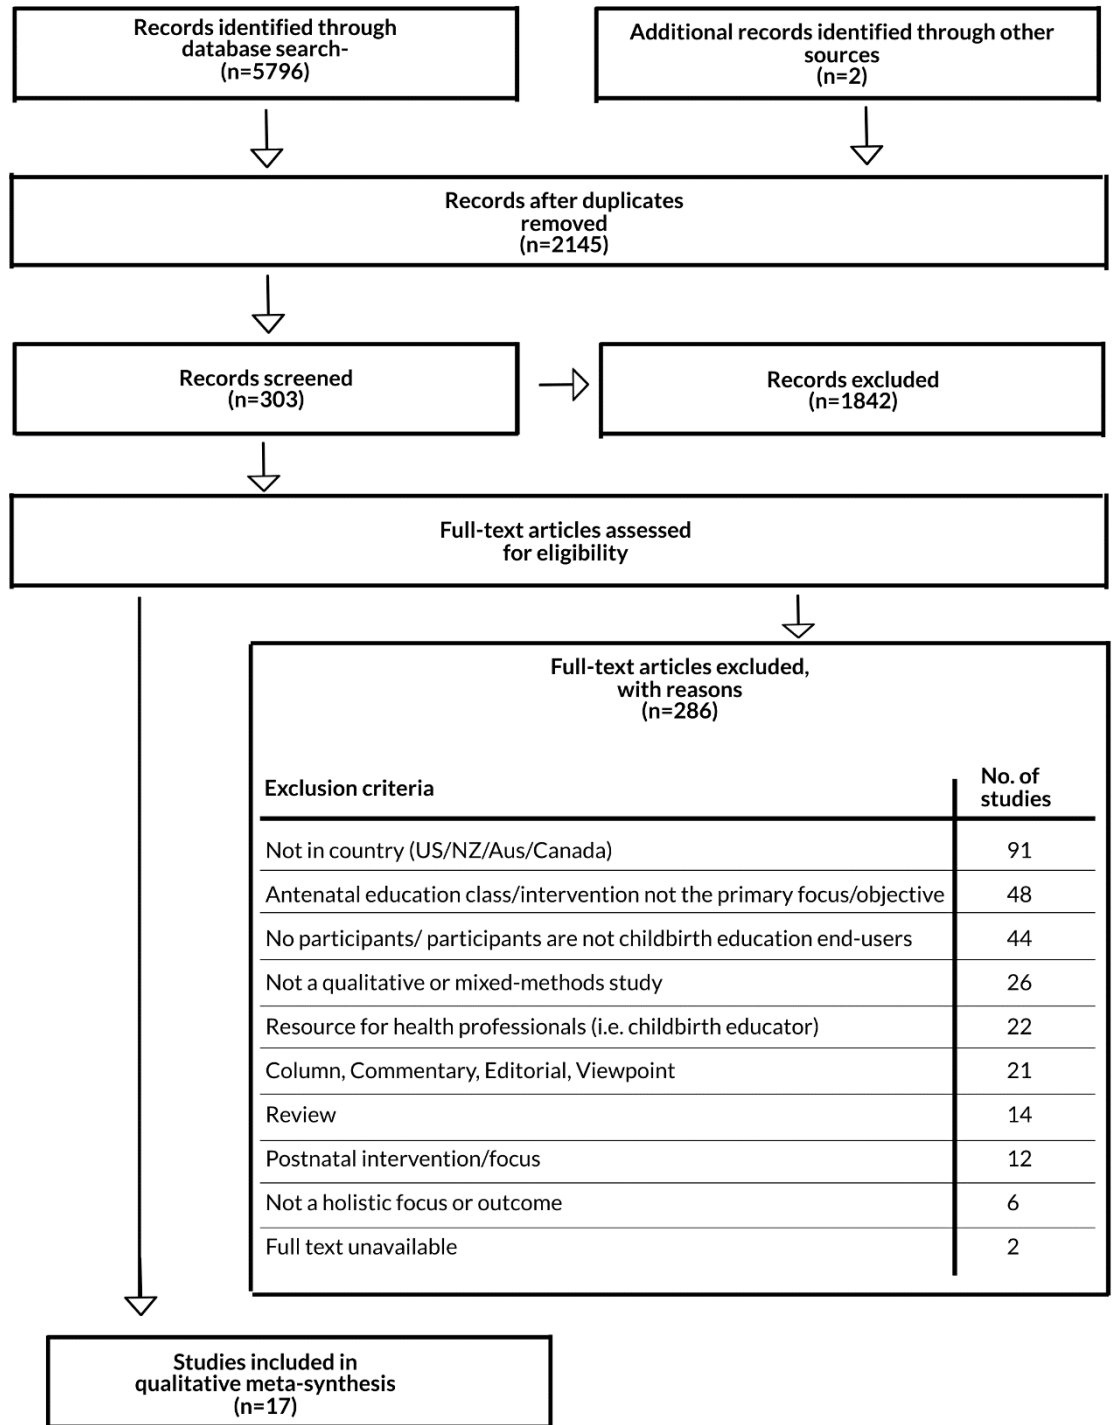 Records identified through
database search-
(n=5796)
Additional records identified through other
sources
(n=2)
Records after duplicates
removed
(n=2145)
Records screened
(n=303)
Records excluded
(n=1842)
Full-text articles assessed
for eligibility
Full-text articles excluded,
with reasons
(n=286)
Exclusion criteria
No. of
studies
Not in country (US/NZ/Aus/Canada) 91
Antenatal education class/intervention not the primary focus/objective 48
No participants/ participants are not childbirth education end-users 44
Not a qualitative or mixed-methods study 26
Resource for health professionals (i.e. childbirth educator) 22
Column, Commentary, Editorial, Viewpoint 21
Review 14
Postnatal intervention/focus 12
Not a holistic focus or outcome 6
Full text unavailable 2
Studies included in
qualitative meta-synthesis
(n=17)